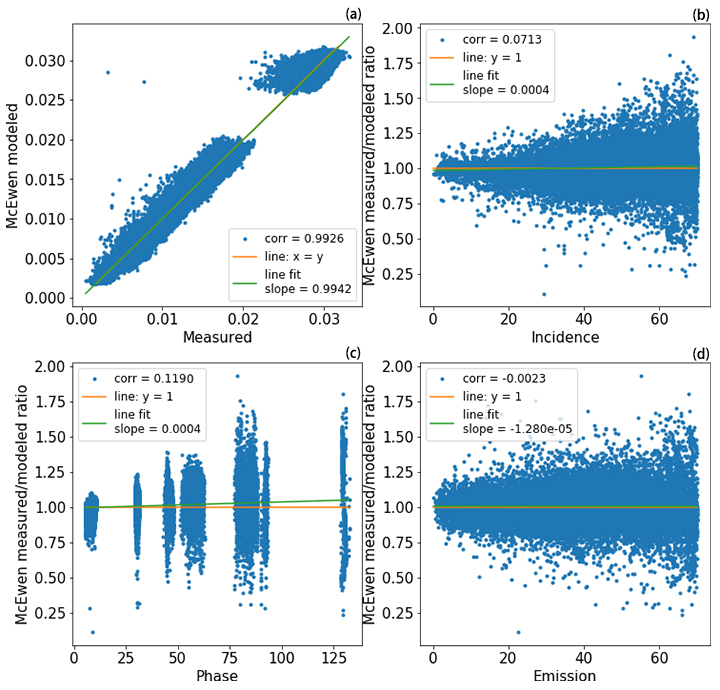 (a)
McEwen modeled
0.030
0.025
0.020
0.015
0.010
0.005
0.000
corr = 0.9926
line: x = y
line fit
slope = 0.9942
0.00 0.01 0.02 0.03
Measured
(b)
McEwen measured/modeled ratio
2.00
1.75
1.50
1.25
1.00
0.75
0.50
0.25
corr = 0.0713
line: y = 1
line fit
slope = 0.0004
0 20 40 60
Incidence
(c)
McEwen measured/modeled ratio
2.00
1.75
1.50
1.25
1.00
0.75
0.50
0.25
corr = 0.1190
line: y = 1
line fit
slope = 0.0004
0 25 50 75 100 125
Phase
(d)
McEwen measured/modeled ratio
2.00
1.75
1.50
1.25
1.00
0.75
0.50
0.25
corr = -0.0023
line: y = 1
line fit
slope = -1.280e-05
0 20 40 60
Emission